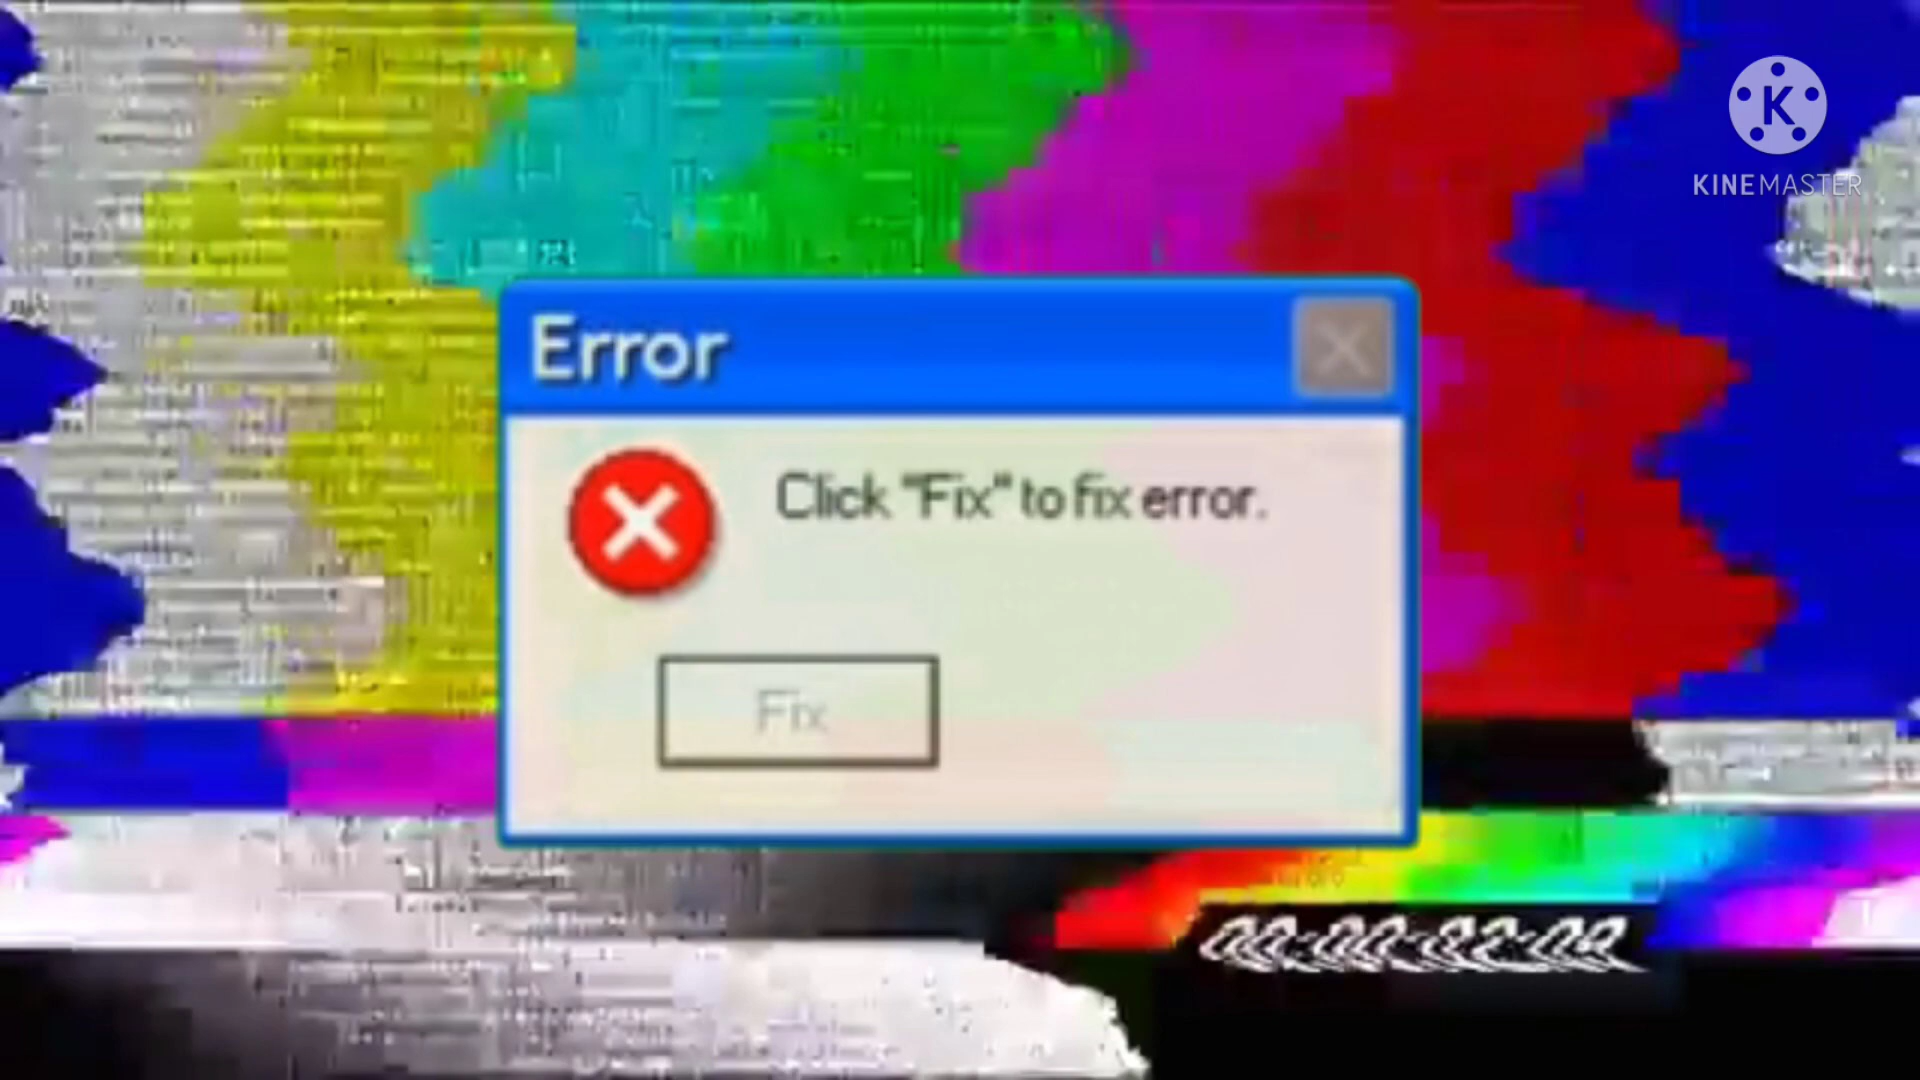 K
KINEMASTER
Error
Click "Fix" to fix error.
Fix